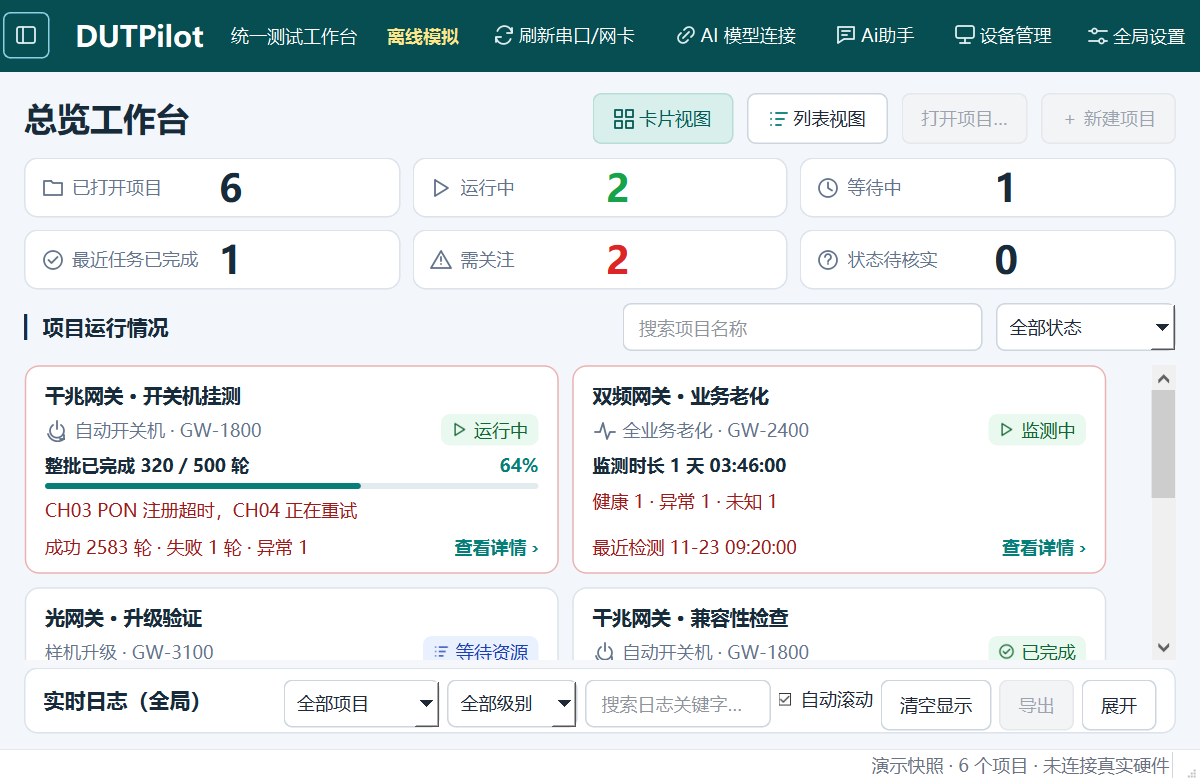 DUTPilot 统一测试工作台 离线模拟 刷新串口/网卡 AI 模型连接 Ai助手 设备管理 全局设置
总览工作台 卡片视图 列表视图 打开项目... + 新建项目
已打开项目 6 运行中 2 等待中 1
最近任务已完成 1 需关注 2 状态待核实 0
项目运行情况 搜索项目名称 全部状态
千兆网关·开关机挂测
自动开关机 · GW-1800 运行中
整批已完成 320 / 500 轮 64%
CH03 PON 注册超时，CH04 正在重试
成功 2583 轮 · 失败 1 轮 · 异常 1 查看详情 ›
双频网关·业务老化
全业务老化 · GW-2400 监测中
监测时长 1 天 03:46:00
健康 1 · 异常 1 · 未知 1
最近检测 11-23 09:20:00 查看详情 ›
光网关·升级验证
样机升级 · GW-3100 等待资源
千兆网关·兼容性检查
自动开关机 · GW-1800 已完成
实时日志（全局） 全部项目 全部级别 搜索日志关键字... 自动滚动 清空显示 导出 展开
演示快照 · 6 个项目 · 未连接真实硬件